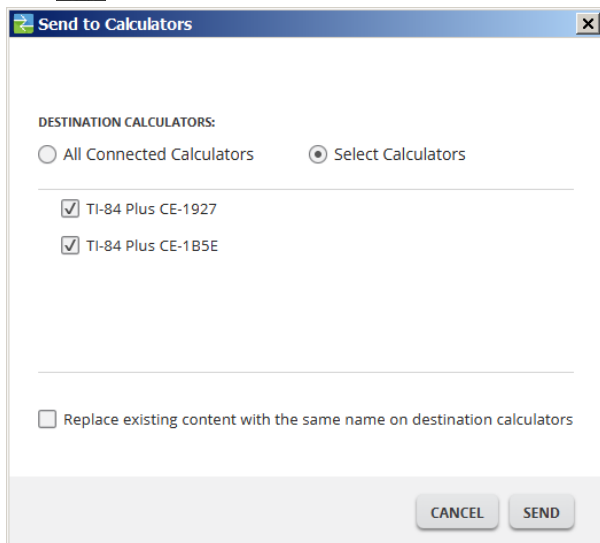 Send to Calculators
DESTINATION CALCULATORS:
All Connected Calculators Select Calculators
TI-84 Plus CE-1927
TI-84 Plus CE-1B5E
Replace existing content with the same name on destination calculators
CANCEL SEND